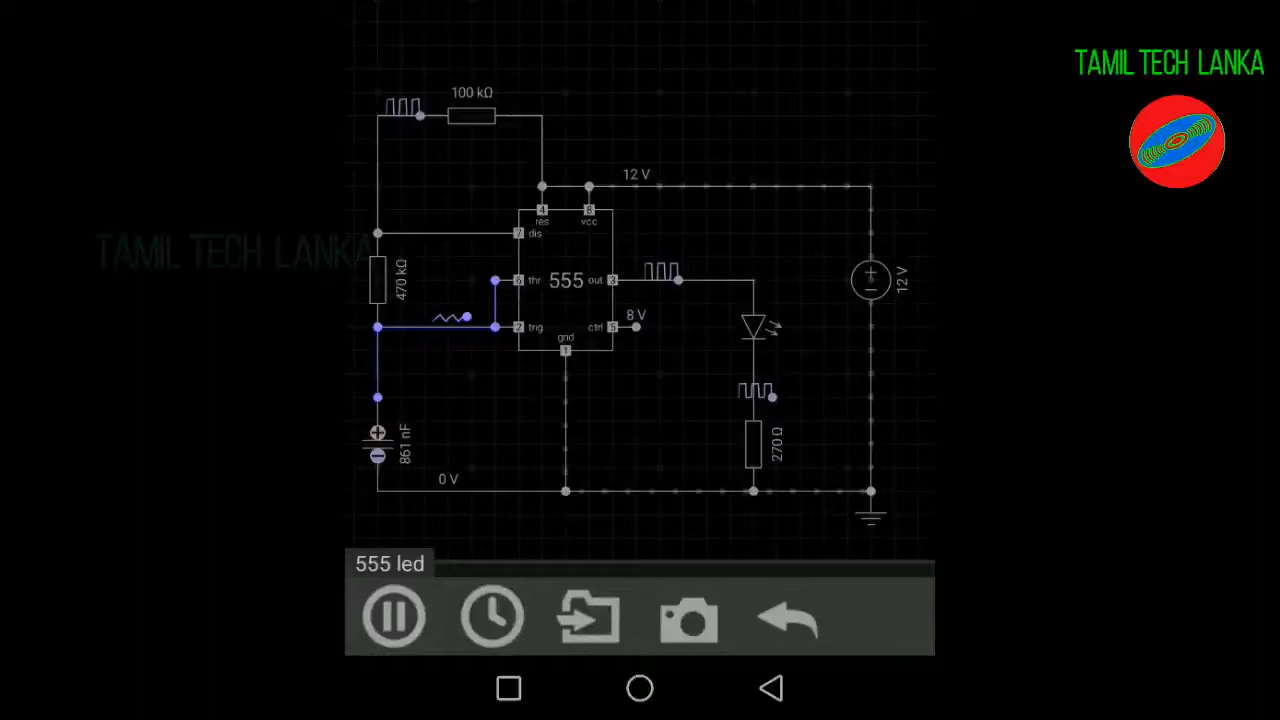 TAMIL TECH LANKA
100 kΩ
12 V
4
8
res
vcc
7
dis
TAMIL TECH LANKA
470 kΩ
6
thr
555
out
3
12 V
8 V
2
trig
ctrl
5
gnd
1
861 nF
270 Ω
0 V
555 led